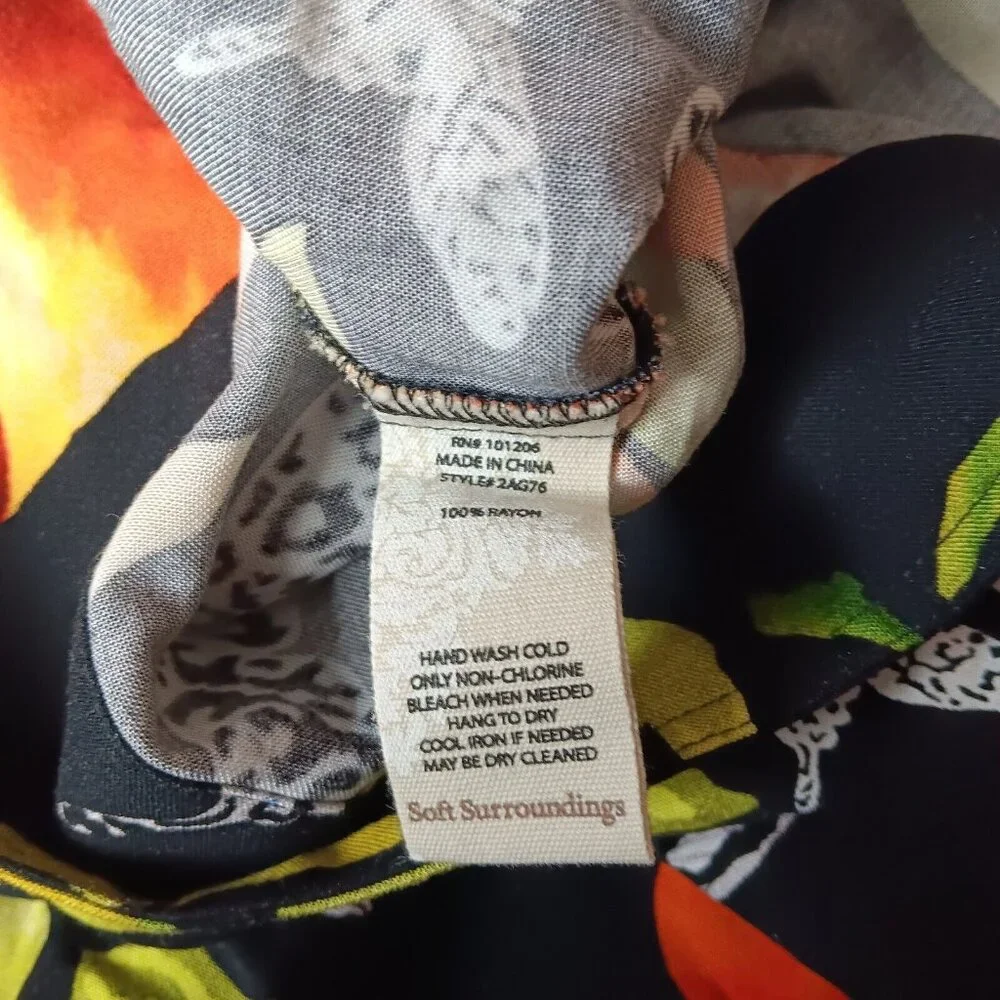 RN# 101206
MADE IN CHINA
STYLE# 2AG76
100% RAYON
HAND WASH COLD
ONLY NON-CHLORINE
BLEACH WHEN NEEDED
HANG TO DRY
COOL IRON IF NEEDED
MAY BE DRY CLEANED
Soft Surroundings